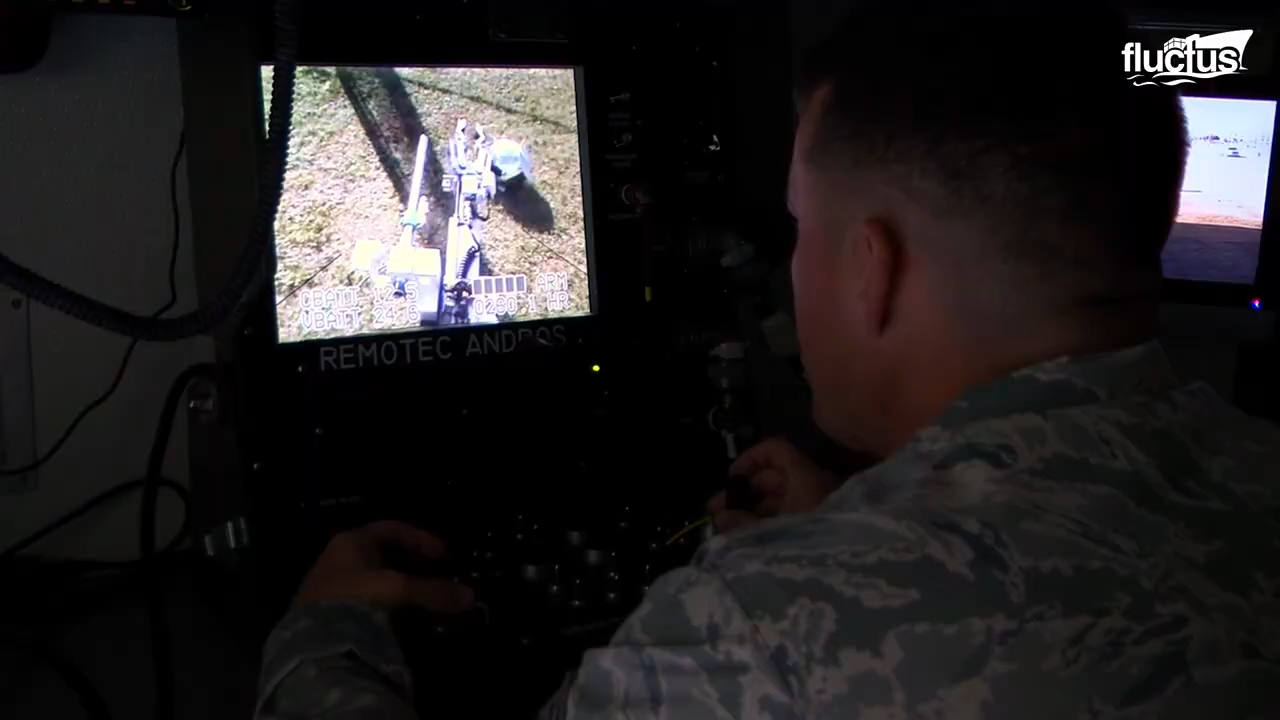 fluctus
ARM
CBATT 12.5
VBATT 24.6
0280.1 HR
REMOTEC ANDROS